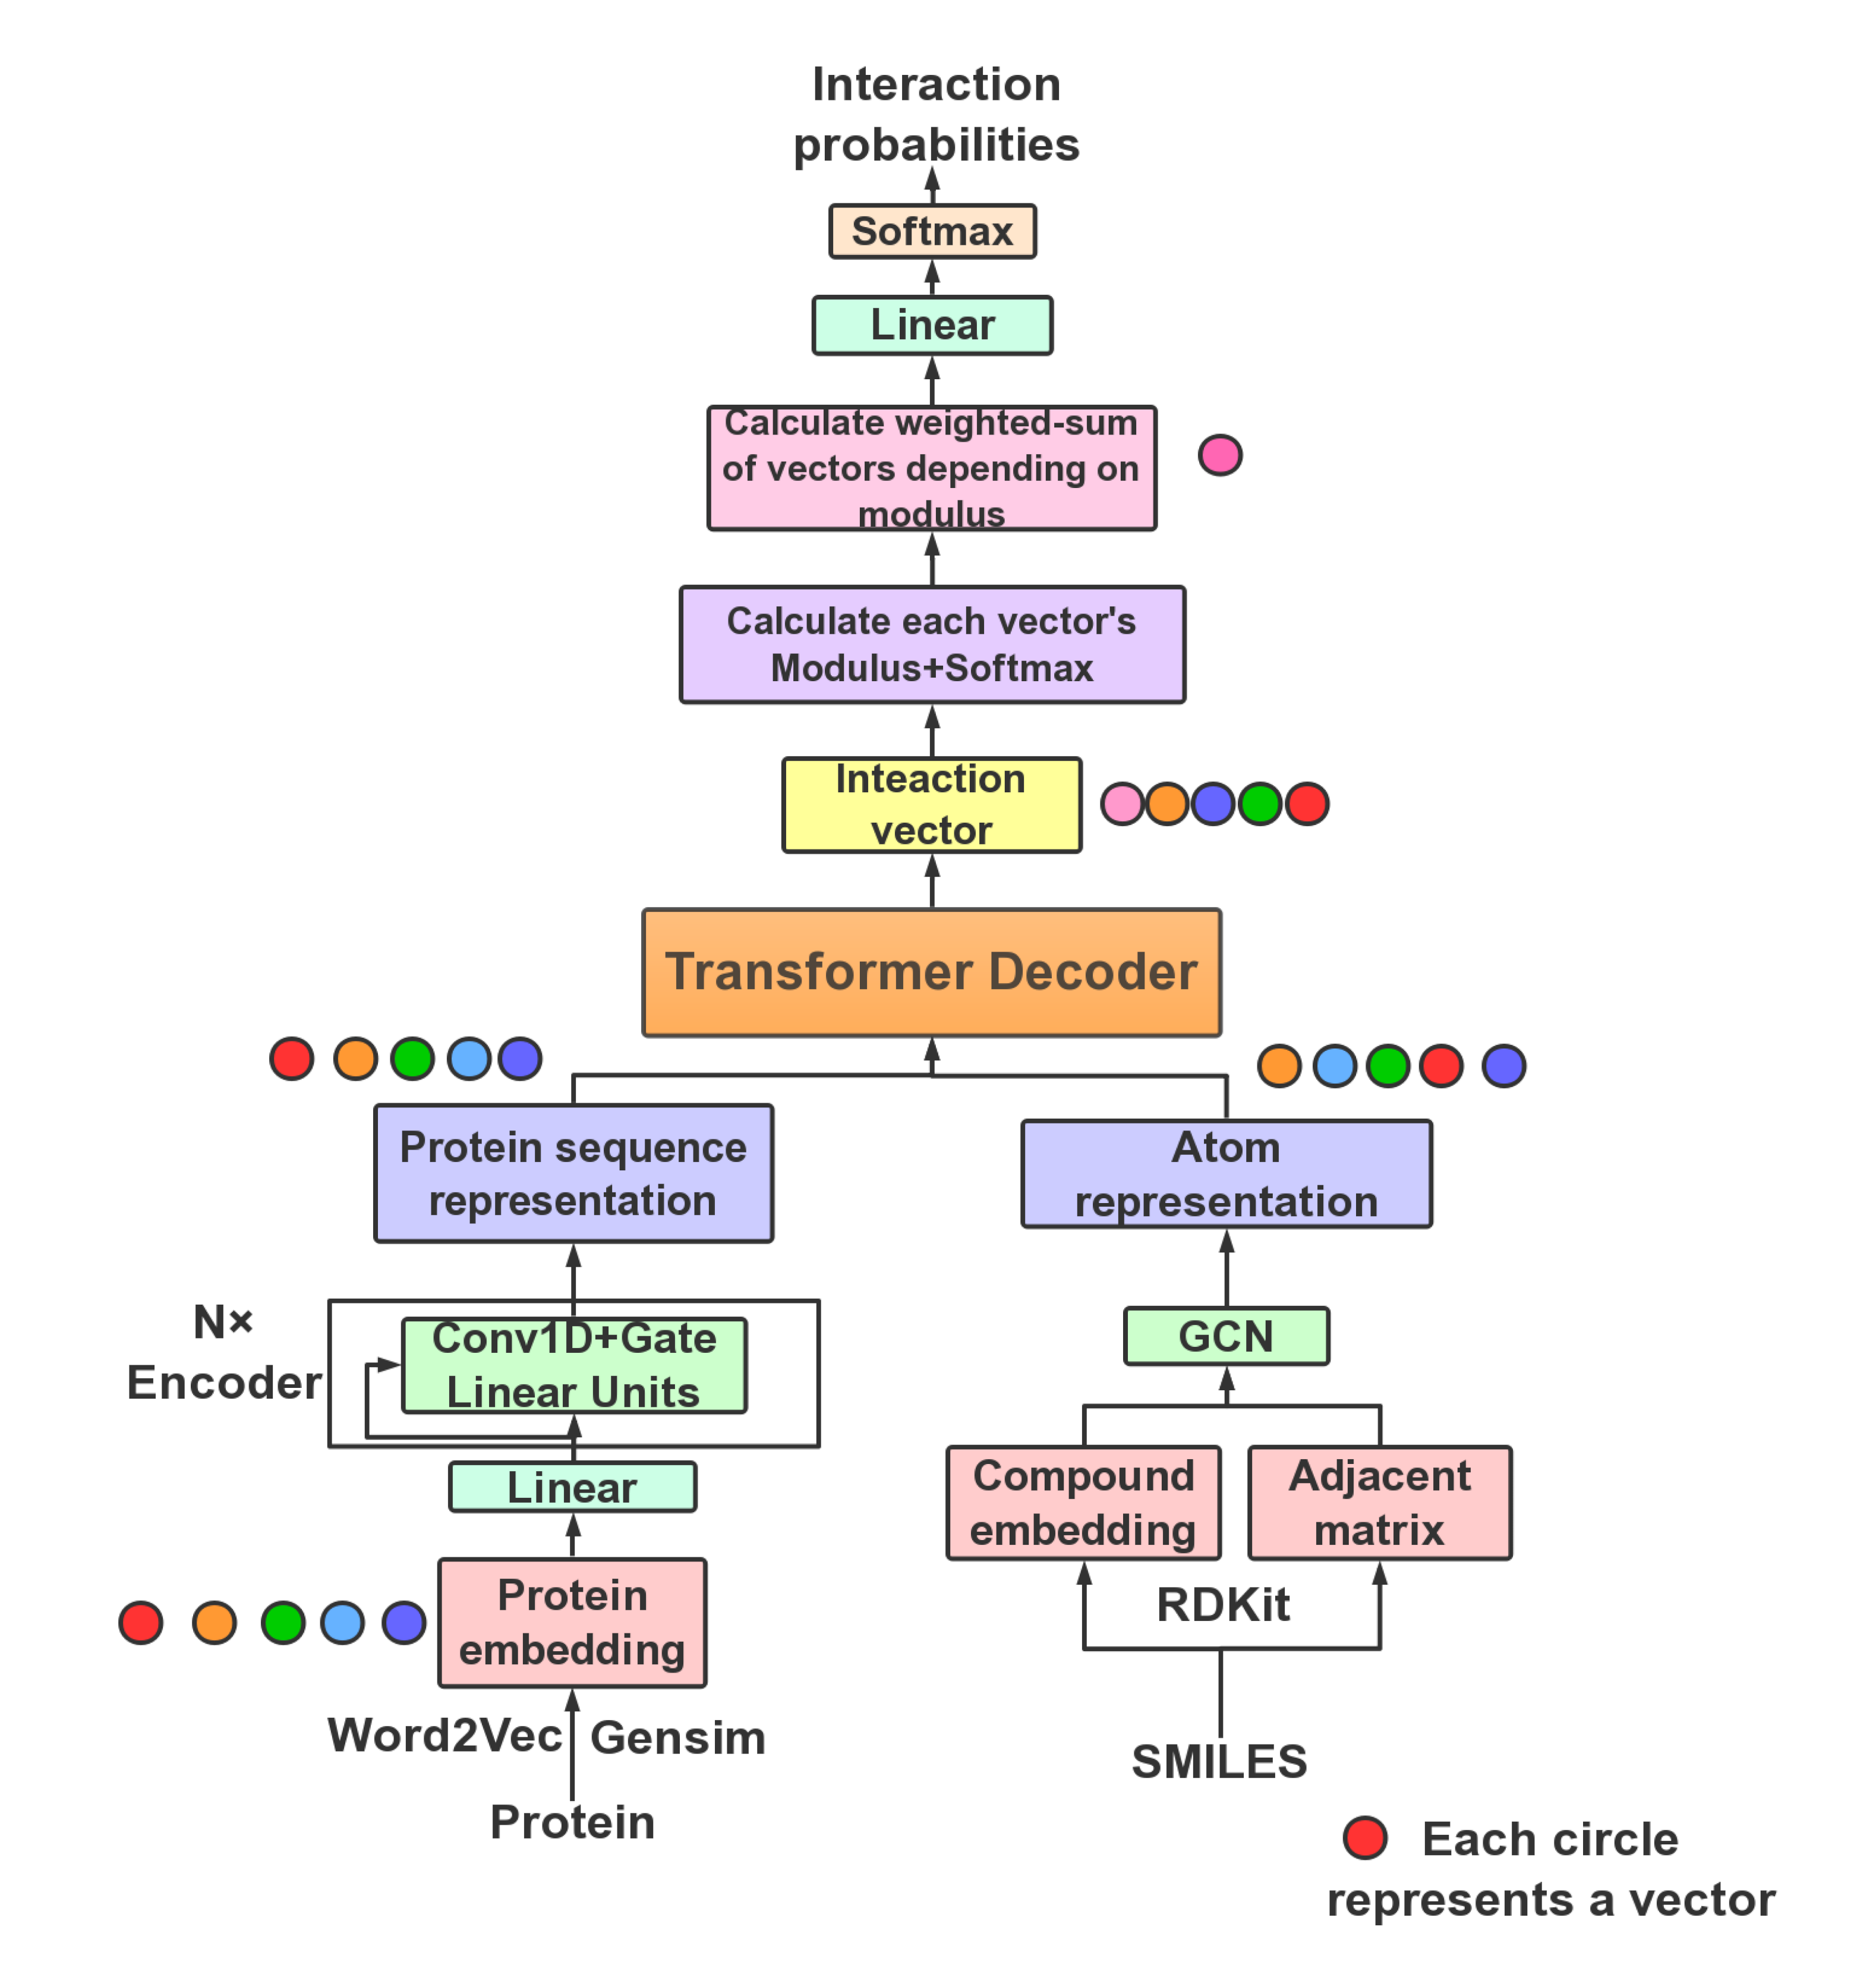 Interaction
probabilities
Softmax
Linear
Calculate weighted-sum
of vectors depending on
modulus
Calculate each vector's
Modulus+Softmax
Inteaction
vector
Transformer Decoder
Protein sequence
representation
Atom
representation
N×
Encoder
Conv1D+Gate
Linear Units
GCN
Linear
Compound
embedding
Adjacent
matrix
Protein
embedding
RDKit
Word2Vec
Gensim
SMILES
Protein
Each circle
represents a vector